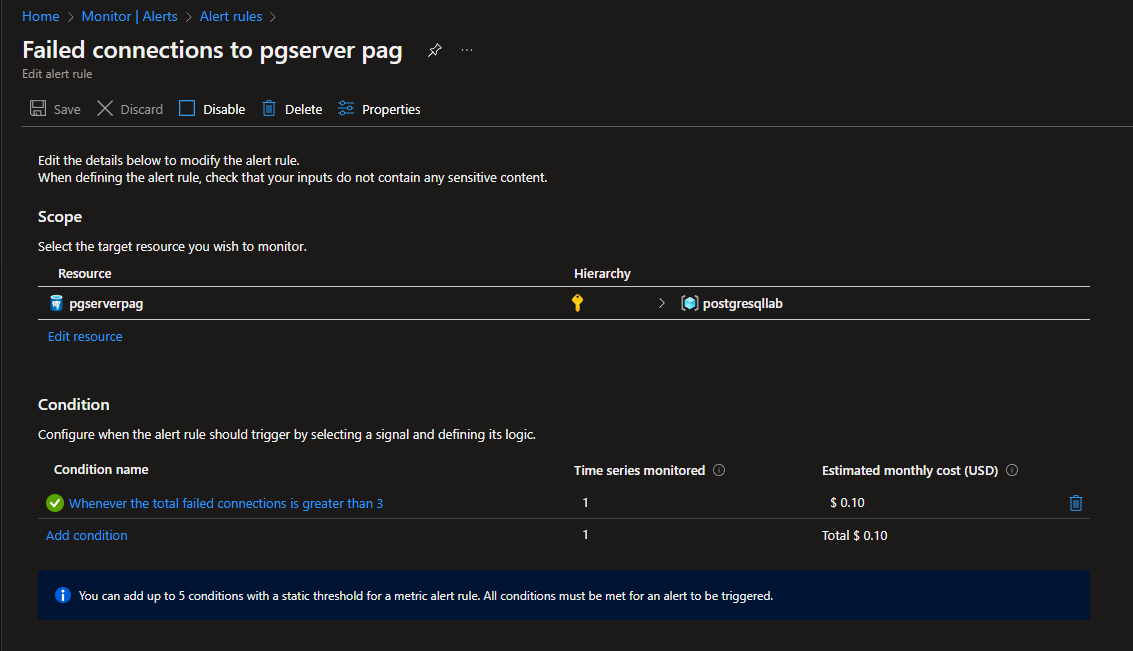 Home > Monitor | Alerts > Alert rules >
Failed connections to pgserver pag ...
Edit alert rule
Save Discard Disable Delete Properties
Edit the details below to modify the alert rule.
When defining the alert rule, check that your inputs do not contain any sensitive content.
Scope
Select the target resource you wish to monitor.
Resource Hierarchy
pgserverpag > postgresqllab
Edit resource
Condition
Configure when the alert rule should trigger by selecting a signal and defining its logic.
Condition name Time series monitored Estimated monthly cost (USD)
Whenever the total failed connections is greater than 3 1 $ 0.10
Add condition 1 Total $ 0.10
You can add up to 5 conditions with a static threshold for a metric alert rule. All conditions must be met for an alert to be triggered.